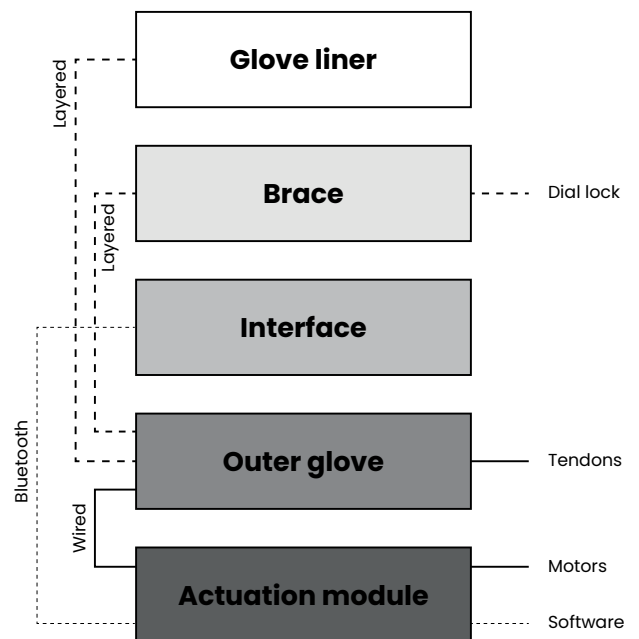 Glove liner
Layered
Brace
Dial lock
Layered
Interface
Bluetooth
Outer glove
Tendons
Wired
Actuation module
Motors
Software